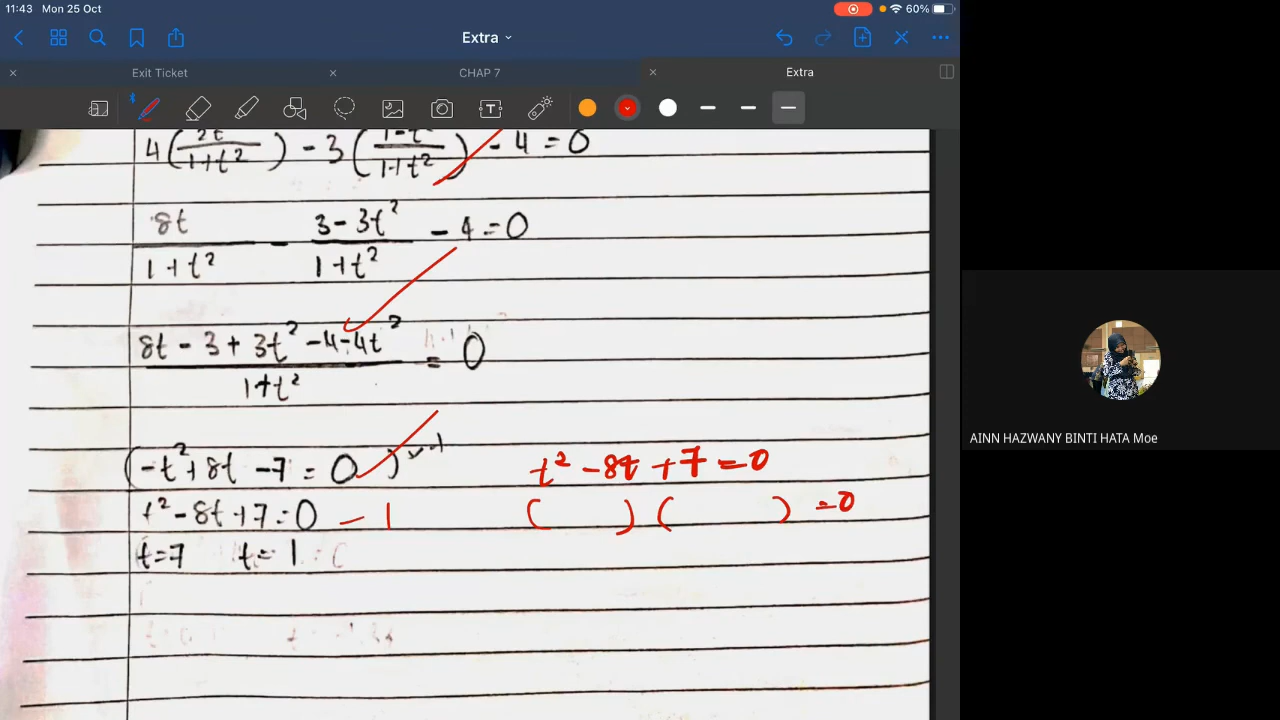 11:43 Mon 25 Oct 60%
Extra
Exit Ticket CHAP 7 Extra
4(2t/1+t²) - 3(1-t²/1+t²) - 4 = 0
8t/1+t² - 3-3t²/1+t² - 4 = 0
8t - 3 + 3t² - 4 - 4t²/1+t² = 0
(-t² + 8t - 7 = 0) x -1 t² - 8t + 7 = 0
t² - 8t + 7 = 0 - 1 ( ) ( ) = 0
t = 7 t = 1
AINN HAZWANY BINTI HATA Moe